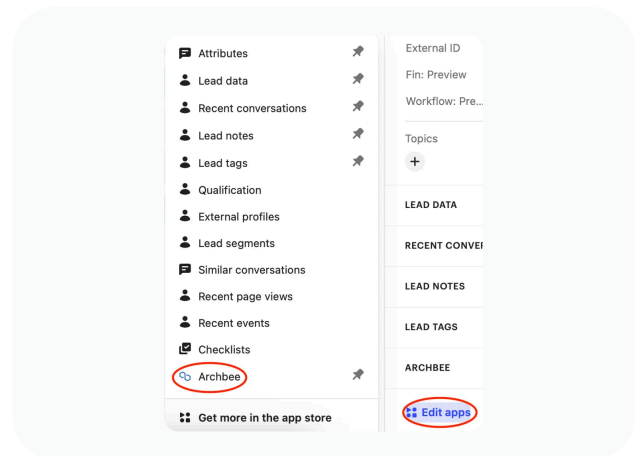 Attributes
Lead data
Recent conversations
Lead notes
Lead tags
Qualification
External profiles
Lead segments
Similar conversations
Recent page views
Recent events
Checklists
Archbee
Get more in the app store
External ID
Fin: Preview
Workflow: Pre...
Topics
LEAD DATA
RECENT CONVER
LEAD NOTES
LEAD TAGS
ARCHBEE
Edit apps